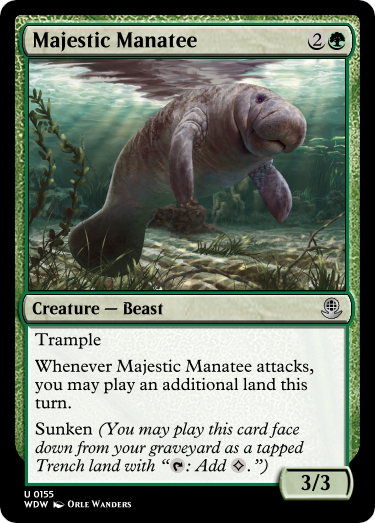 Majestic Manatee 2
Creature — Beast
Trample
Whenever Majestic Manatee attacks,
you may play an additional land this
turn.
Sunken (You may play this card face
down from your graveyard as a tapped
Trench land with “: Add .”)
3/3
U 0155
WDW Orle Wanders